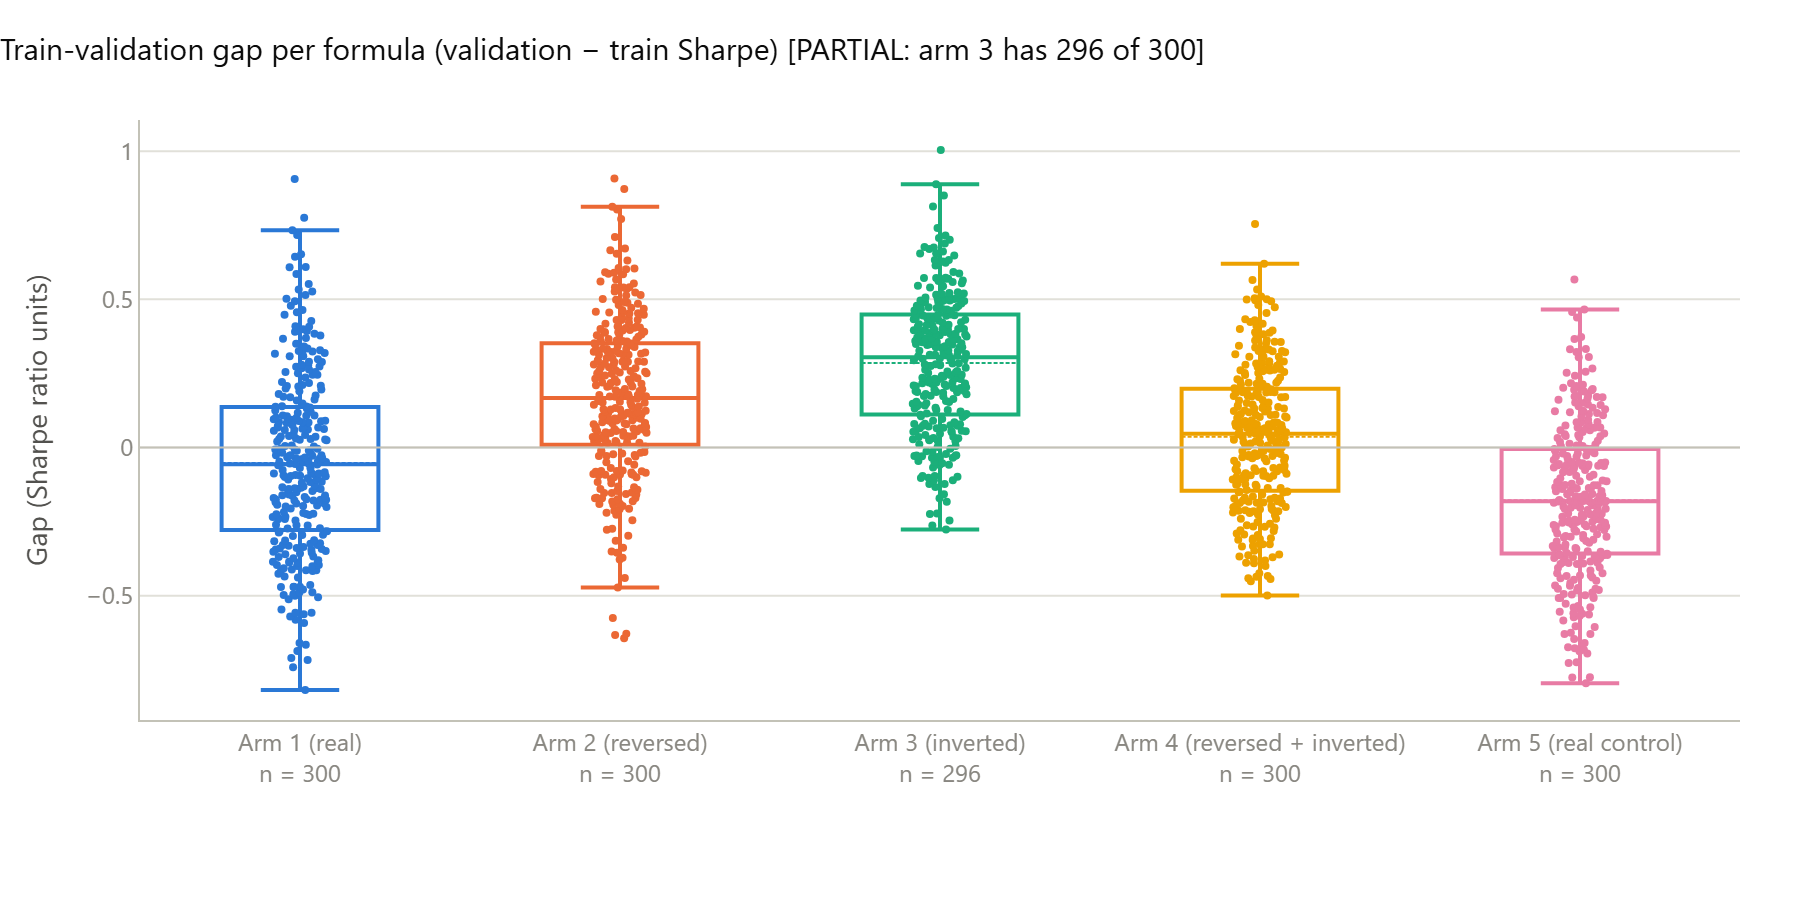 Train-validation gap per formula (validation − train Sharpe) [PARTIAL: arm 3 has 296 of 300]
Gap (Sharpe ratio units)
1
0.5
0
−0.5
Arm 1 (real)
n = 300
Arm 2 (reversed)
n = 300
Arm 3 (inverted)
n = 296
Arm 4 (reversed + inverted)
n = 300
Arm 5 (real control)
n = 300